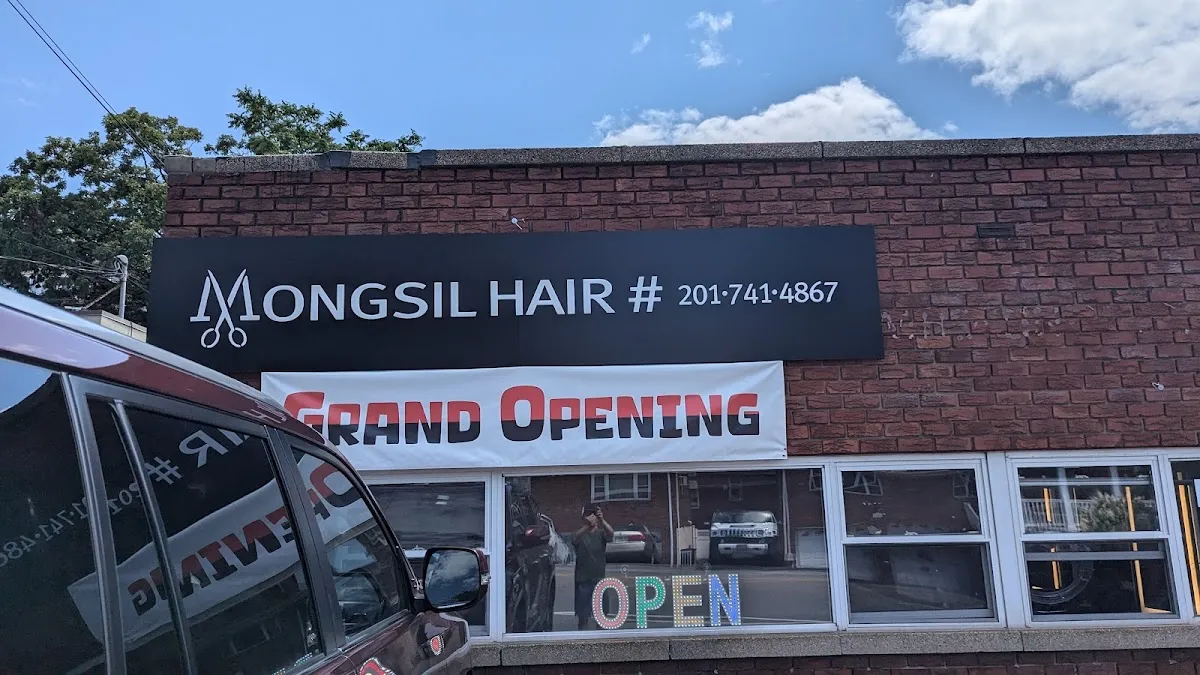 MONGSIL HAIR # 201·741·4867
GRAND OPENING
OPEN